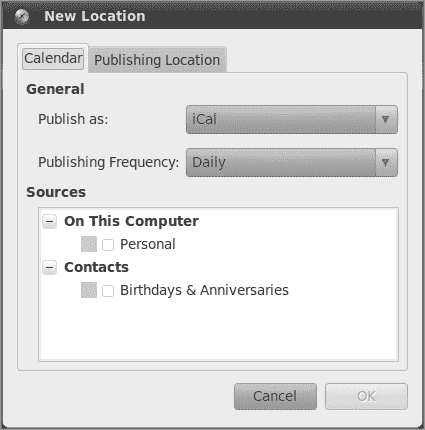 New Location
Calendar Publishing Location
General
Publish as: iCal
Publishing Frequency: Daily
Sources
On This Computer
Personal
Contacts
Birthdays & Anniversaries
Cancel OK